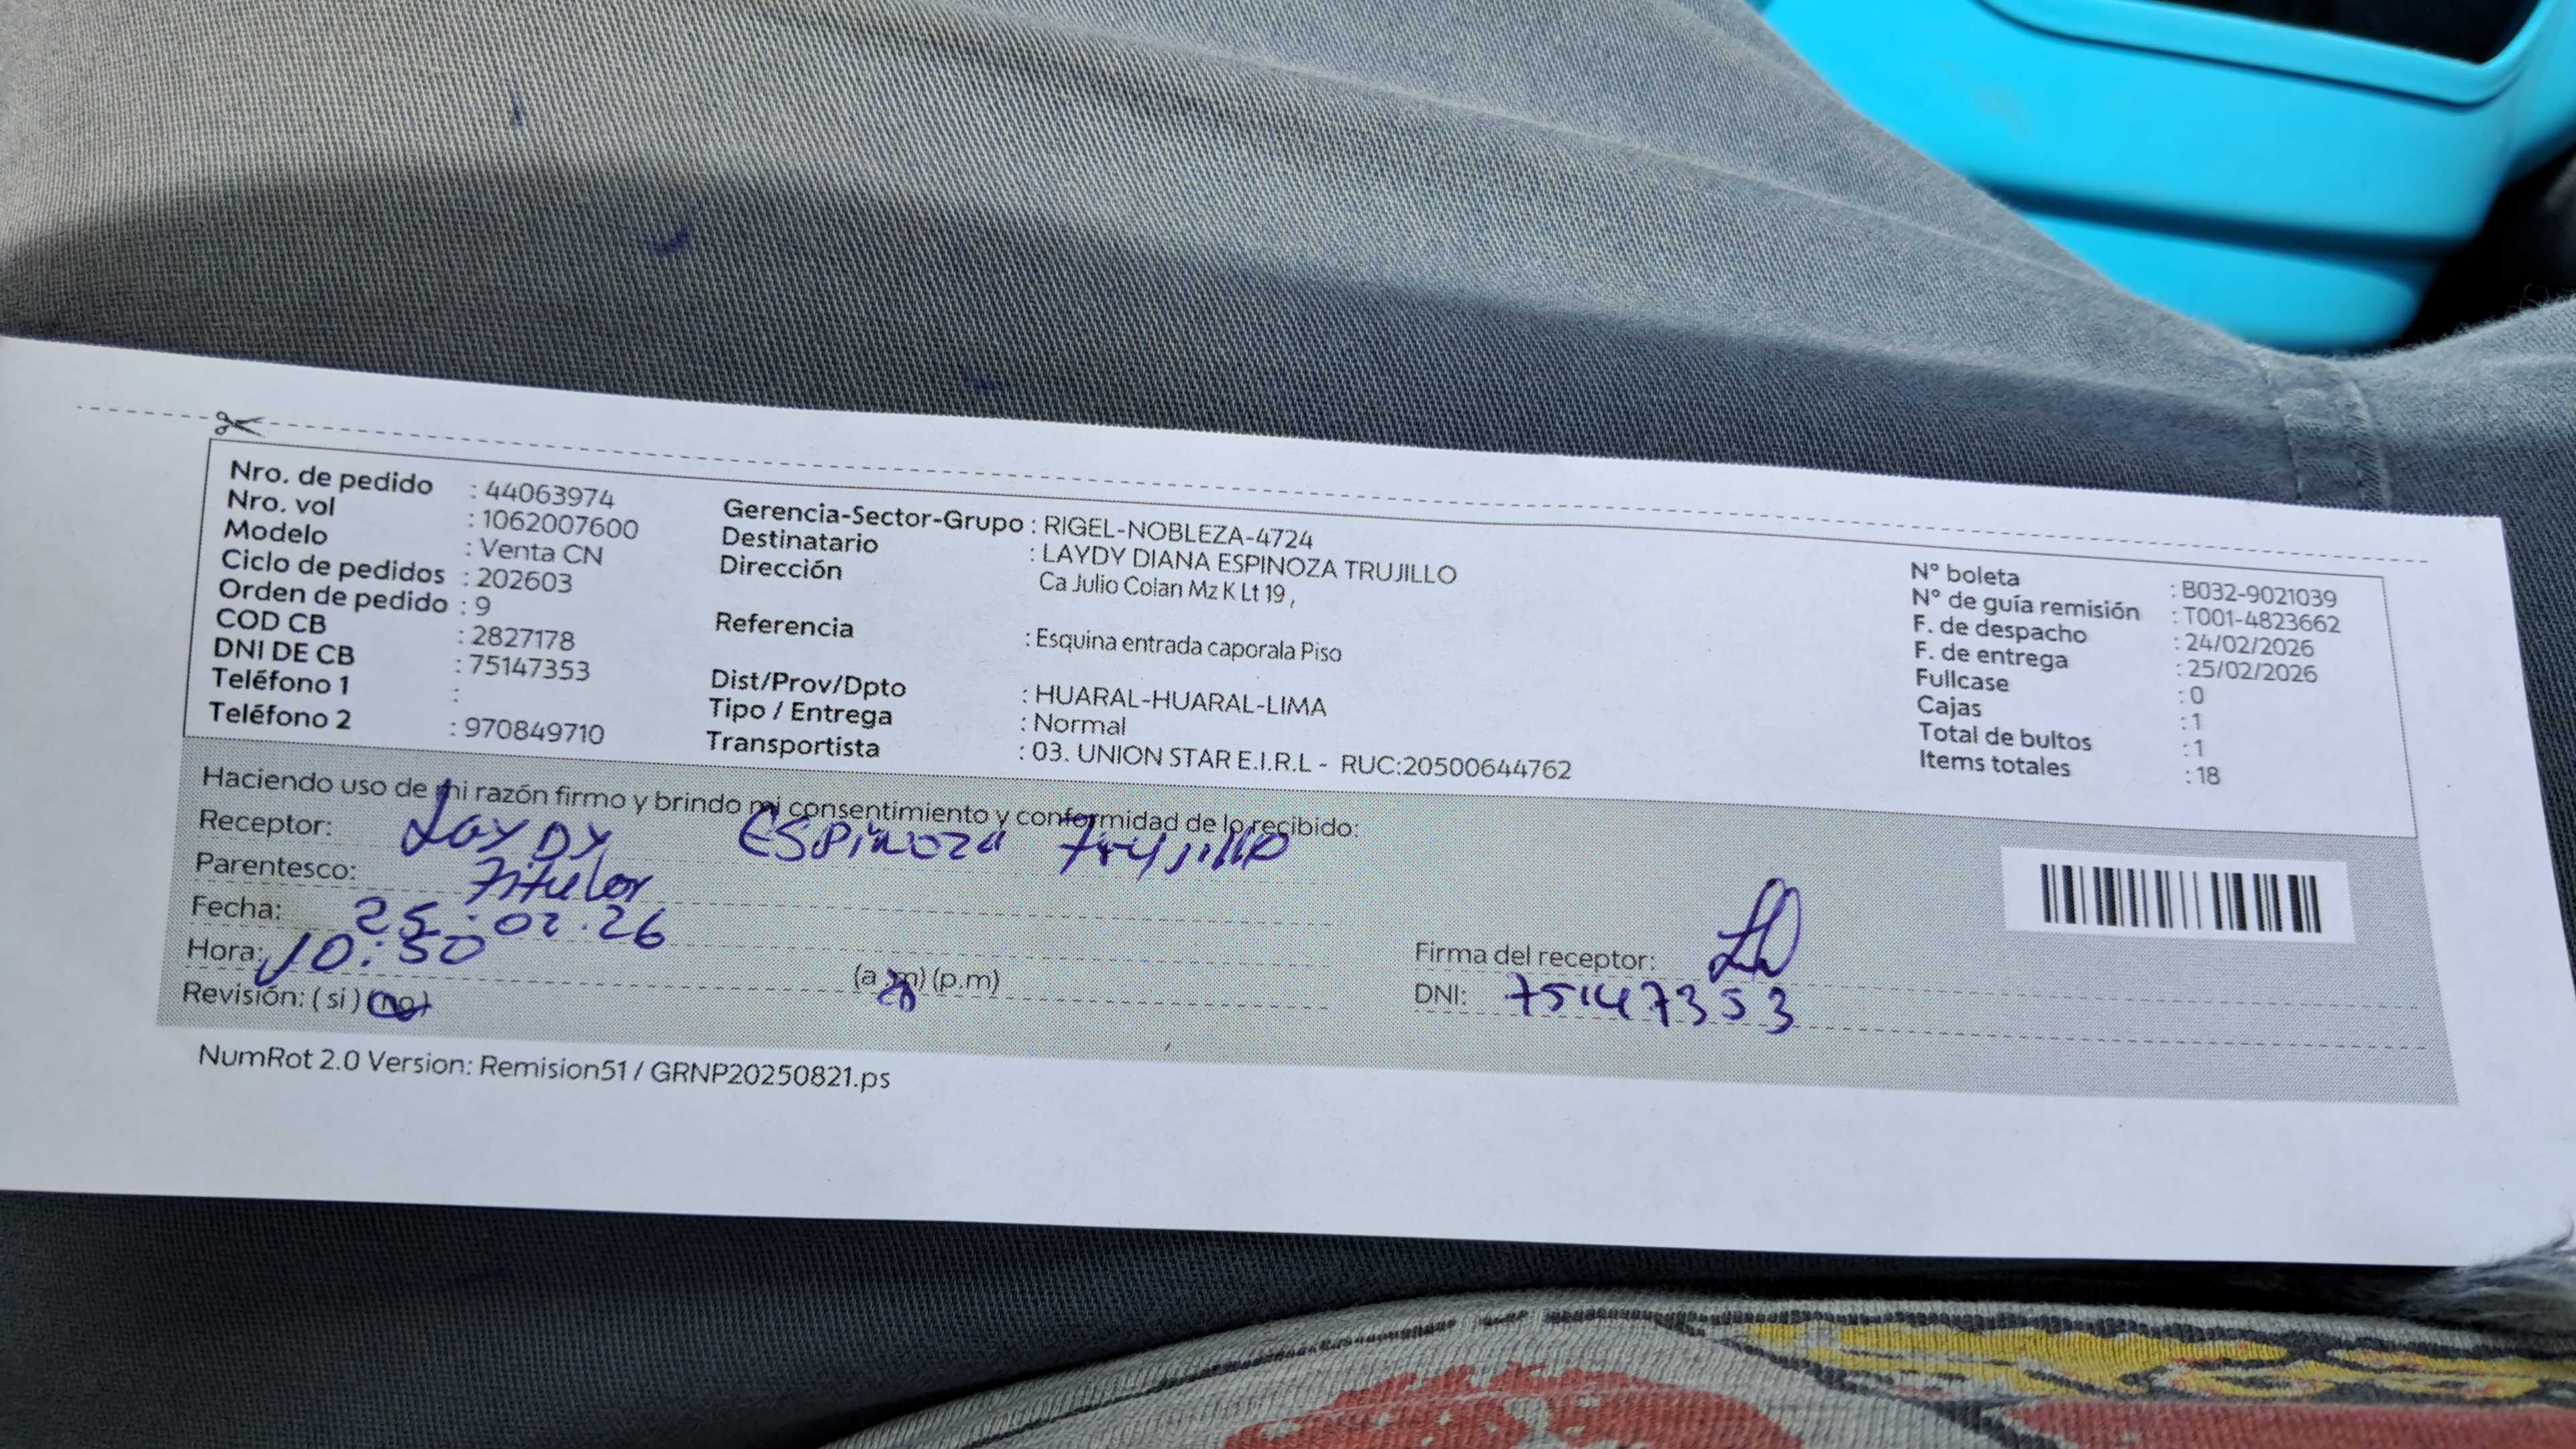 Nro. de pedido : 44063974
Nro. vol : 1062007600
Modelo : Venta CN
Ciclo de pedidos : 202603
Orden de pedido : 9
COD CB : 2827178
DNI DE CB : 75147353
Teléfono 1 :
Teléfono 2 : 970849710
Gerencia-Sector-Grupo : RIGEL-NOBLEZA-4724
Destinatario : LAYDY DIANA ESPINOZA TRUJILLO
Dirección Ca Julio Colan Mz K Lt 19 ,
Referencia : Esquina entrada caporala Piso
Dist/Prov/Dpto : HUARAL-HUARAL-LIMA
Tipo / Entrega : Normal
Transportista : 03. UNION STAR E.I.R.L - RUC:20500644762
N° boleta : B032-9021039
N° de guía remisión : T001-4823662
F. de despacho : 24/02/2026
F. de entrega : 25/02/2026
Fullcase : 0
Cajas : 1
Total de bultos : 1
Items totales : 18
Haciendo uso de mi razón firmo y brindo mi consentimiento y conformidad de lo recibido:
Receptor: Laydy Espinoza Trujillo
Parentesco: Titular
Fecha: 25.02.26
Hora: 10:50 (a.m) (p.m)
Revisión: ( si ) (no)
Firma del receptor:
DNI: 75147353
NumRot 2.0 Version: Remision51 / GRNP20250821.ps